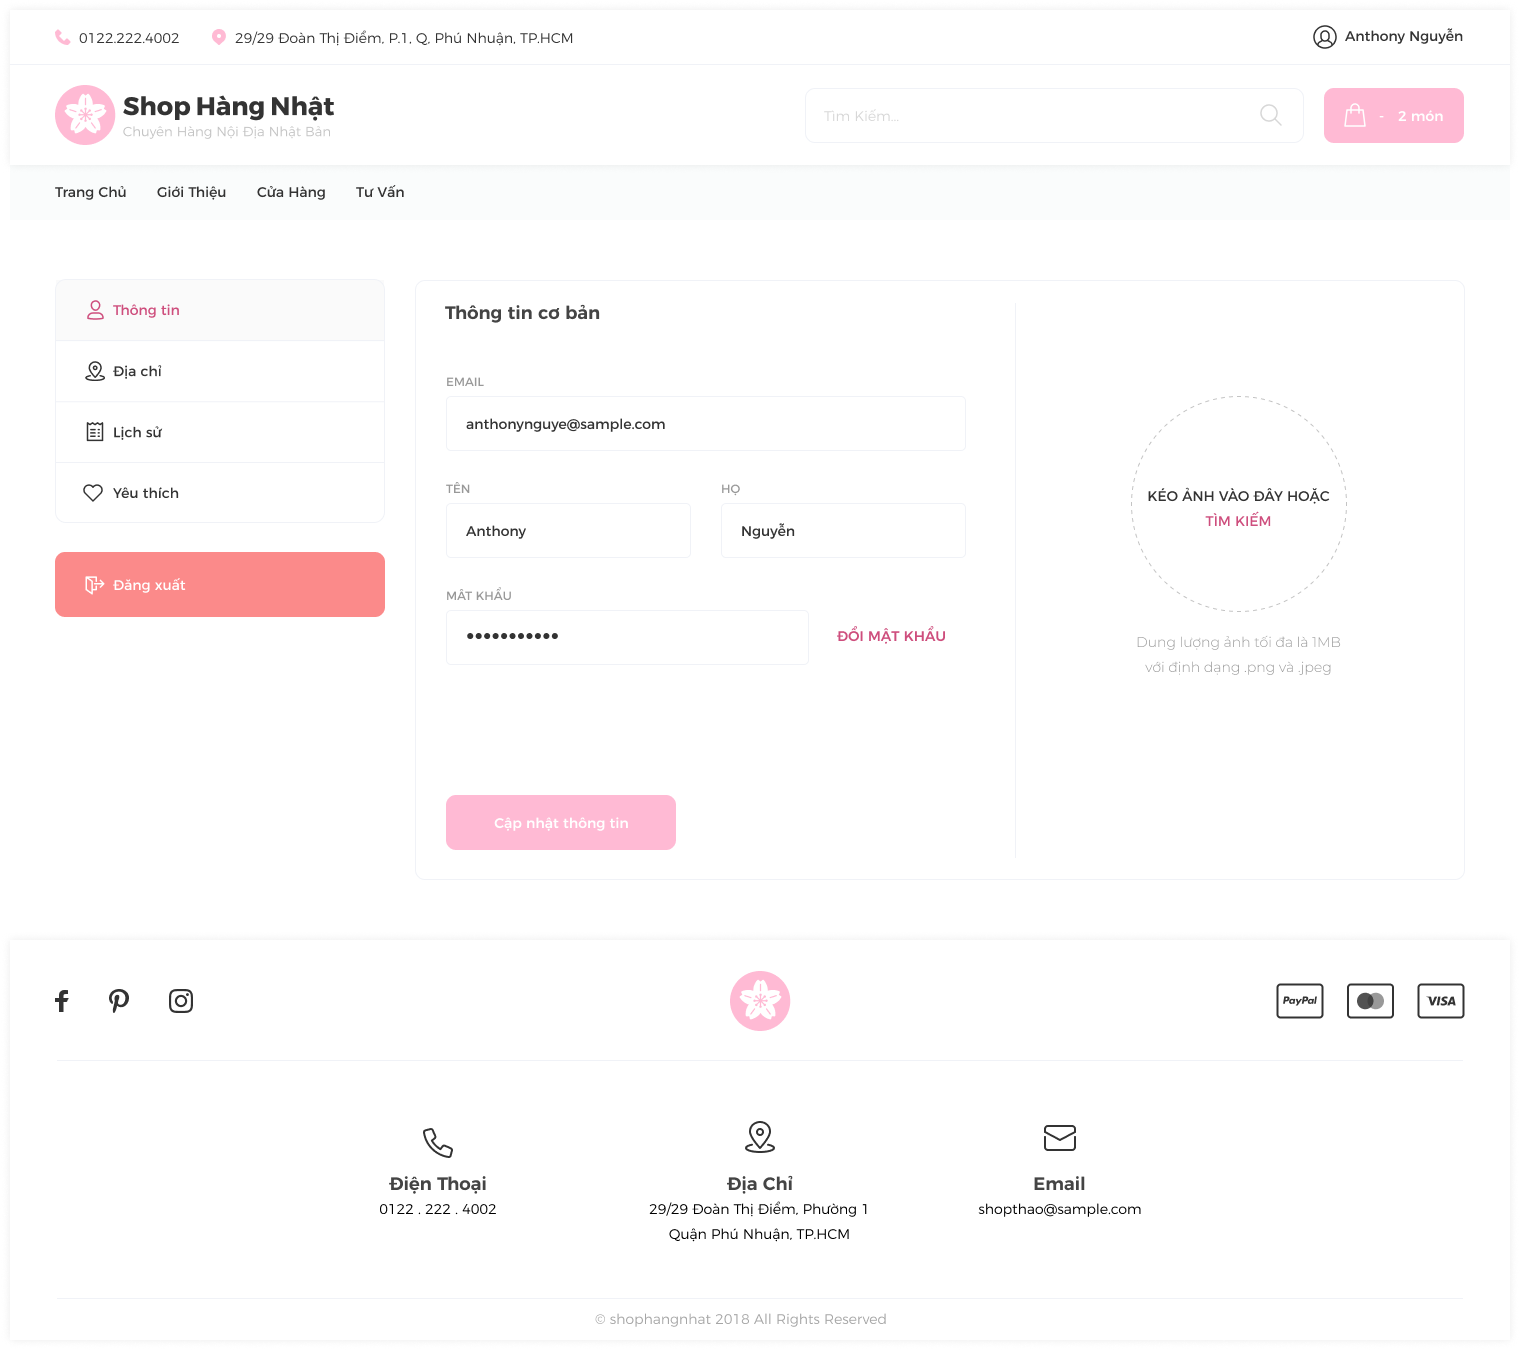 0122.222.4002
29/29 Đoàn Thị Điểm, P.1, Q, Phú Nhuận, TP.HCM
Anthony Nguyễn
Shop Hàng Nhật
Chuyên Hàng Nội Địa Nhật Bản
Tìm Kiếm...
- 2 món
Trang Chủ
Giới Thiệu
Cửa Hàng
Tư Vấn
Thông tin
Địa chỉ
Lịch sử
Yêu thích
Đăng xuất
Thông tin cơ bản
EMAIL
anthonynguye@sample.com
TÊN
HỌ
Anthony
Nguyễn
MẬT KHẨU
•••••••••••
ĐỔI MẬT KHẨU
Cập nhật thông tin
KÉO ẢNH VÀO ĐÂY HOẶC
TÌM KIẾM
Dung lượng ảnh tối đa là 1MB
với định dạng .png và .jpeg
PayPal
VISA
Điện Thoại
0122 . 222 . 4002
Địa Chỉ
29/29 Đoàn Thị Điểm, Phường 1
Quận Phú Nhuận, TP.HCM
Email
shopthao@sample.com
© shophangnhat 2018 All Rights Reserved